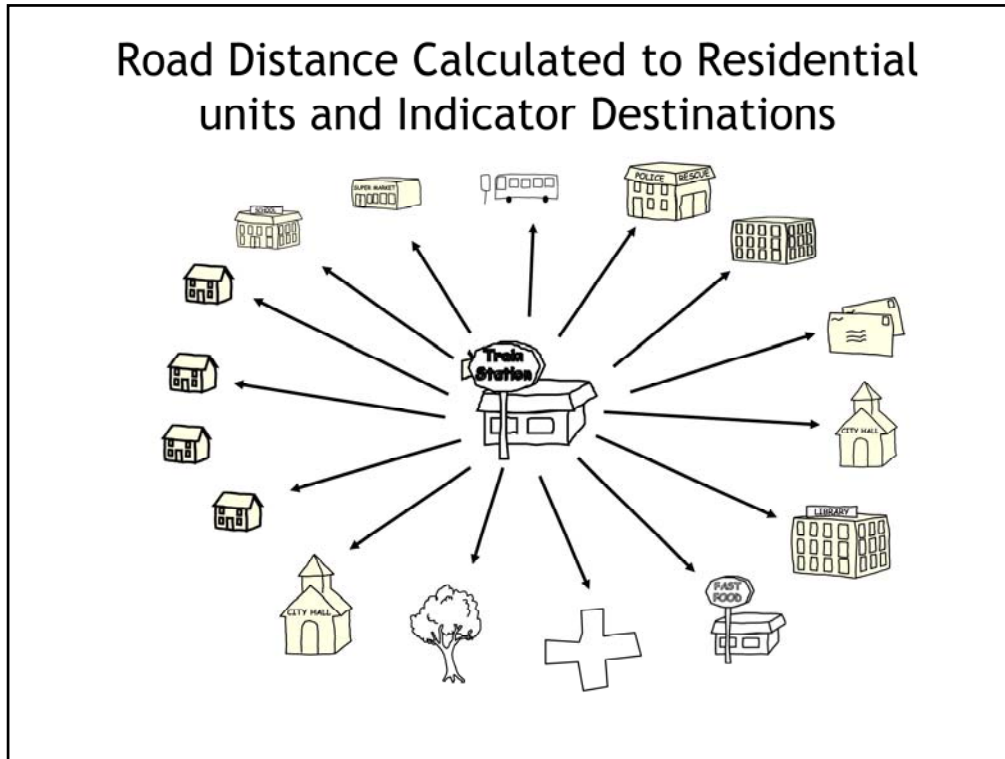 Road Distance Calculated to Residential
units and Indicator Destinations
SUPER MARKET
POLICE RESCUE
SCHOOL
Train
Station
CITY HALL
LIBRARY
FAST
FOOD
CITY HALL